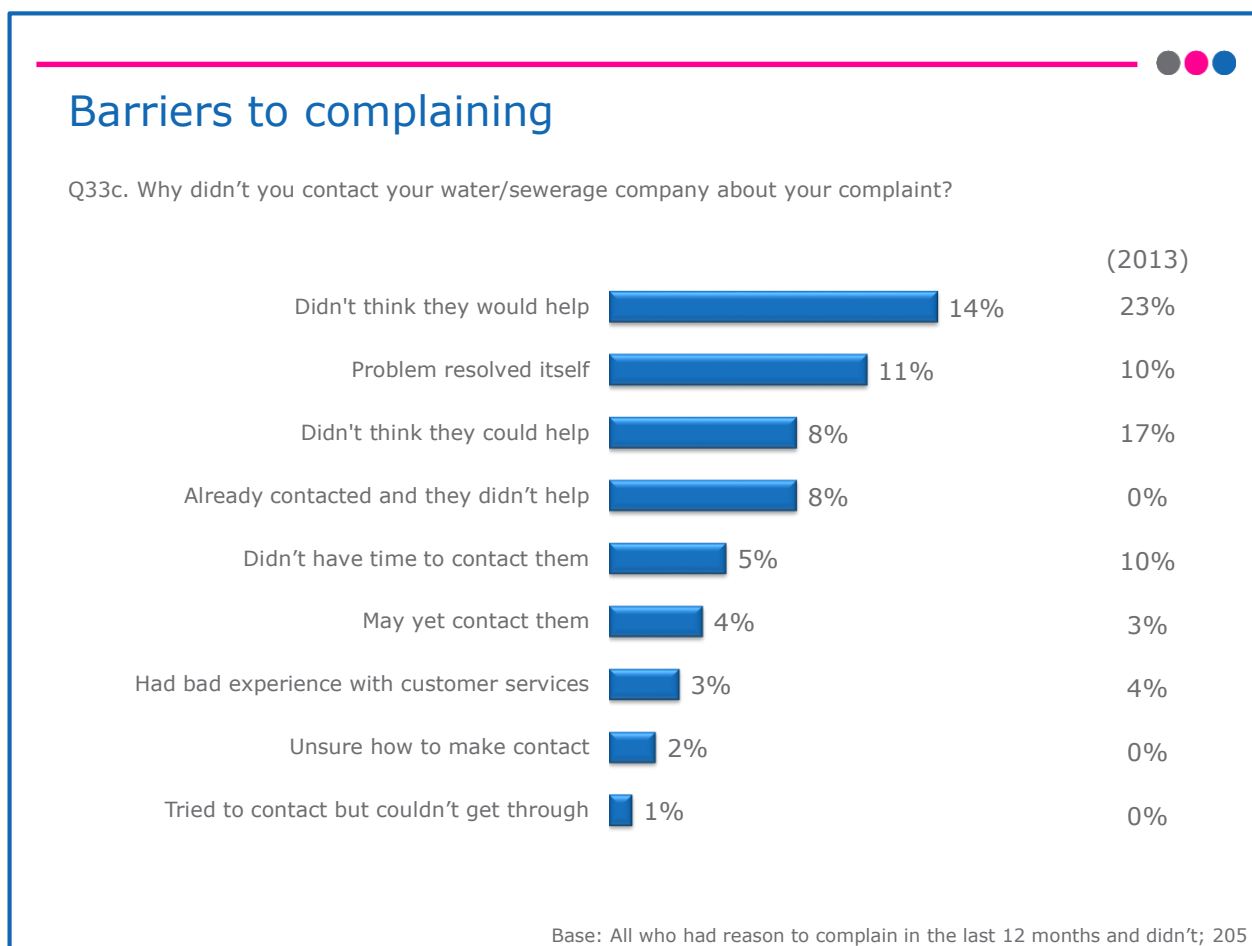 Barriers to complaining
Q33c. Why didn’t you contact your water/sewerage company about your complaint?
(2013)
Didn't think they would help 14% 23%
Problem resolved itself 11% 10%
Didn't think they could help 8% 17%
Already contacted and they didn’t help 8% 0%
Didn’t have time to contact them 5% 10%
May yet contact them 4% 3%
Had bad experience with customer services 3% 4%
Unsure how to make contact 2% 0%
Tried to contact but couldn’t get through 1% 0%
Base: All who had reason to complain in the last 12 months and didn’t; 205